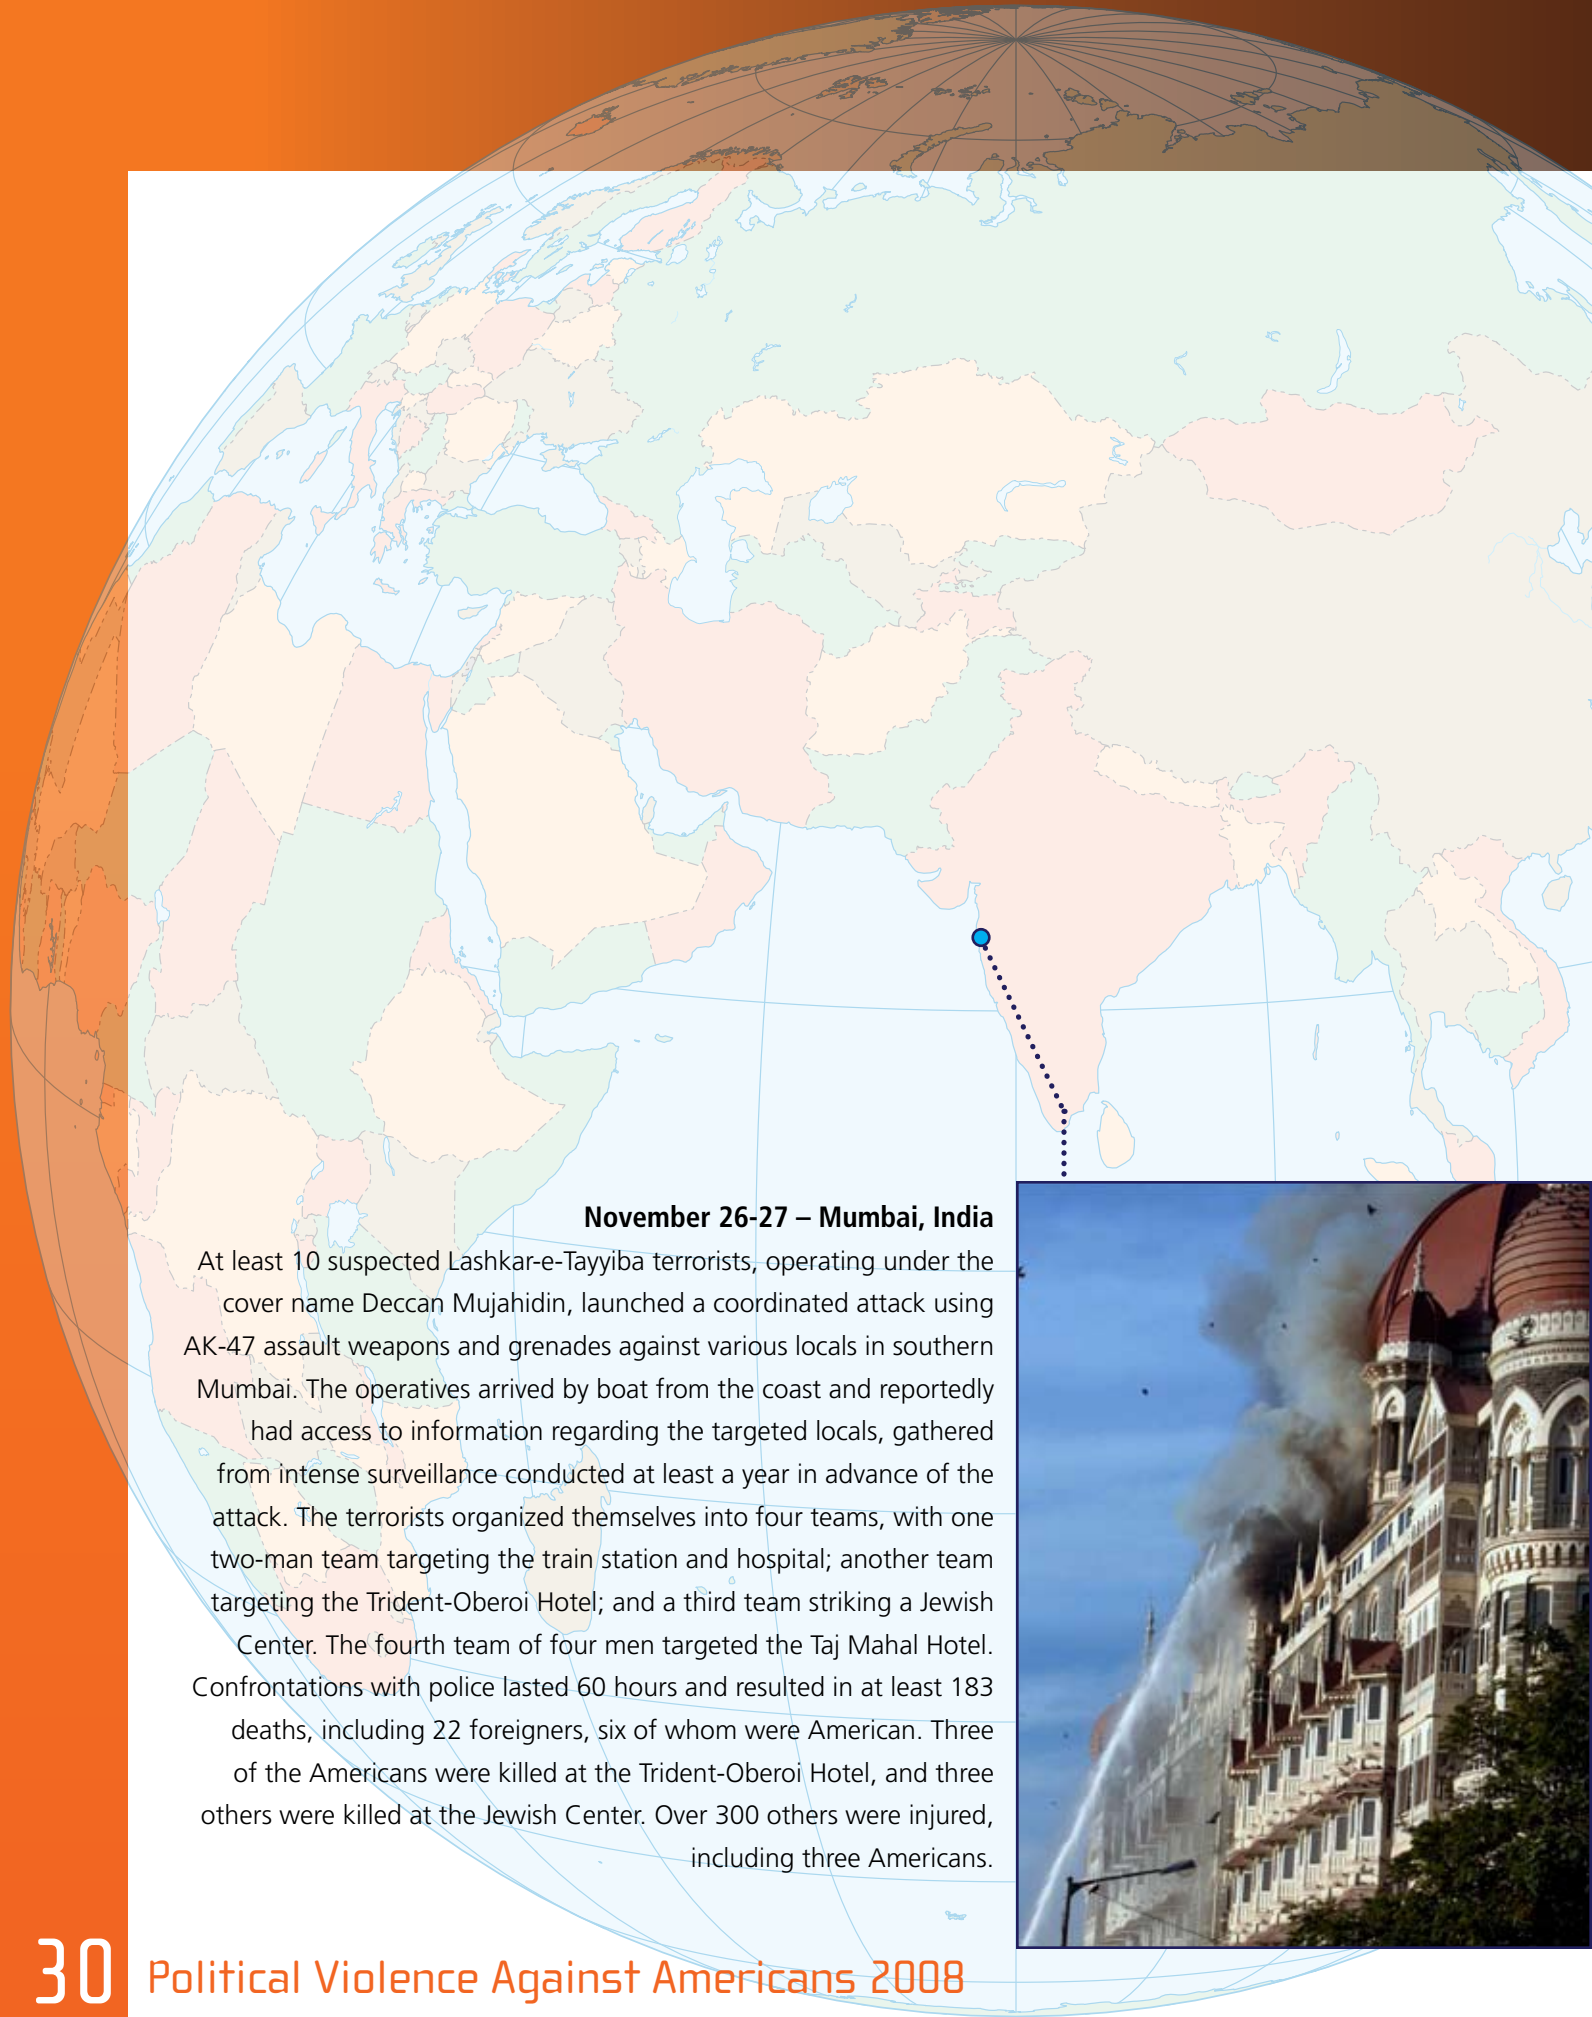 November 26-27 – Mumbai, India
At least 10 suspected Lashkar-e-Tayyiba terrorists, operating under the
cover name Deccan Mujahidin, launched a coordinated attack using
AK-47 assault weapons and grenades against various locals in southern
Mumbai. The operatives arrived by boat from the coast and reportedly
had access to information regarding the targeted locals, gathered
from intense surveillance conducted at least a year in advance of the
attack. The terrorists organized themselves into four teams, with one
two-man team targeting the train station and hospital; another team
targeting the Trident-Oberoi Hotel; and a third team striking a Jewish
Center. The fourth team of four men targeted the Taj Mahal Hotel.
Confrontations with police lasted 60 hours and resulted in at least 183
deaths, including 22 foreigners, six of whom were American. Three
of the Americans were killed at the Trident-Oberoi Hotel, and three
others were killed at the Jewish Center. Over 300 others were injured,
including three Americans.
30 Political Violence Against Americans 2008